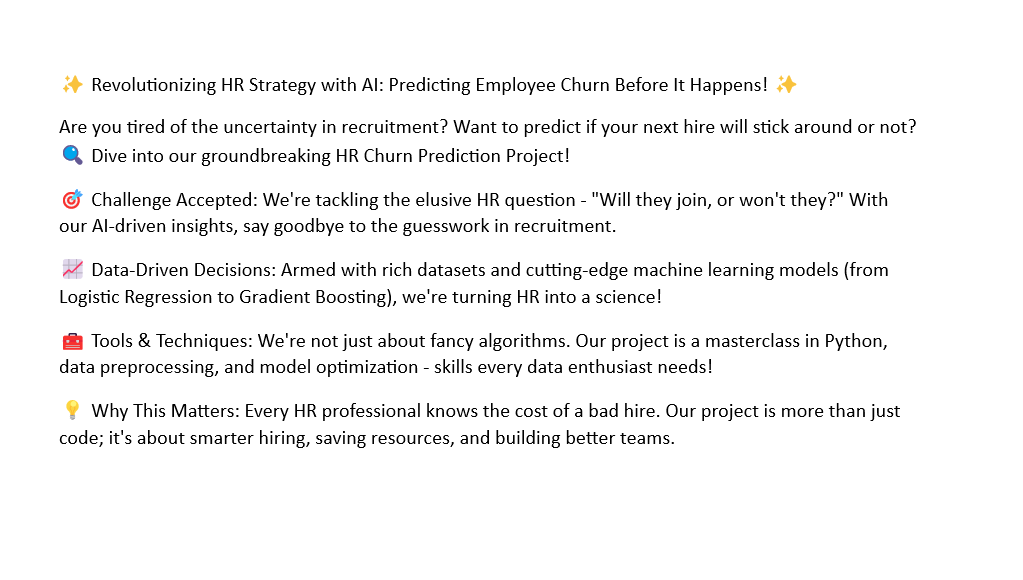 ✨ Revolutionizing HR Strategy with AI: Predicting Employee Churn Before It Happens! ✨
Are you tired of the uncertainty in recruitment? Want to predict if your next hire will stick around or not?
🔍 Dive into our groundbreaking HR Churn Prediction Project!
🎯 Challenge Accepted: We're tackling the elusive HR question - "Will they join, or won't they?" With
our AI-driven insights, say goodbye to the guesswork in recruitment.
📈 Data-Driven Decisions: Armed with rich datasets and cutting-edge machine learning models (from
Logistic Regression to Gradient Boosting), we're turning HR into a science!
🧰 Tools & Techniques: We're not just about fancy algorithms. Our project is a masterclass in Python,
data preprocessing, and model optimization - skills every data enthusiast needs!
💡 Why This Matters: Every HR professional knows the cost of a bad hire. Our project is more than just
code; it's about smarter hiring, saving resources, and building better teams.